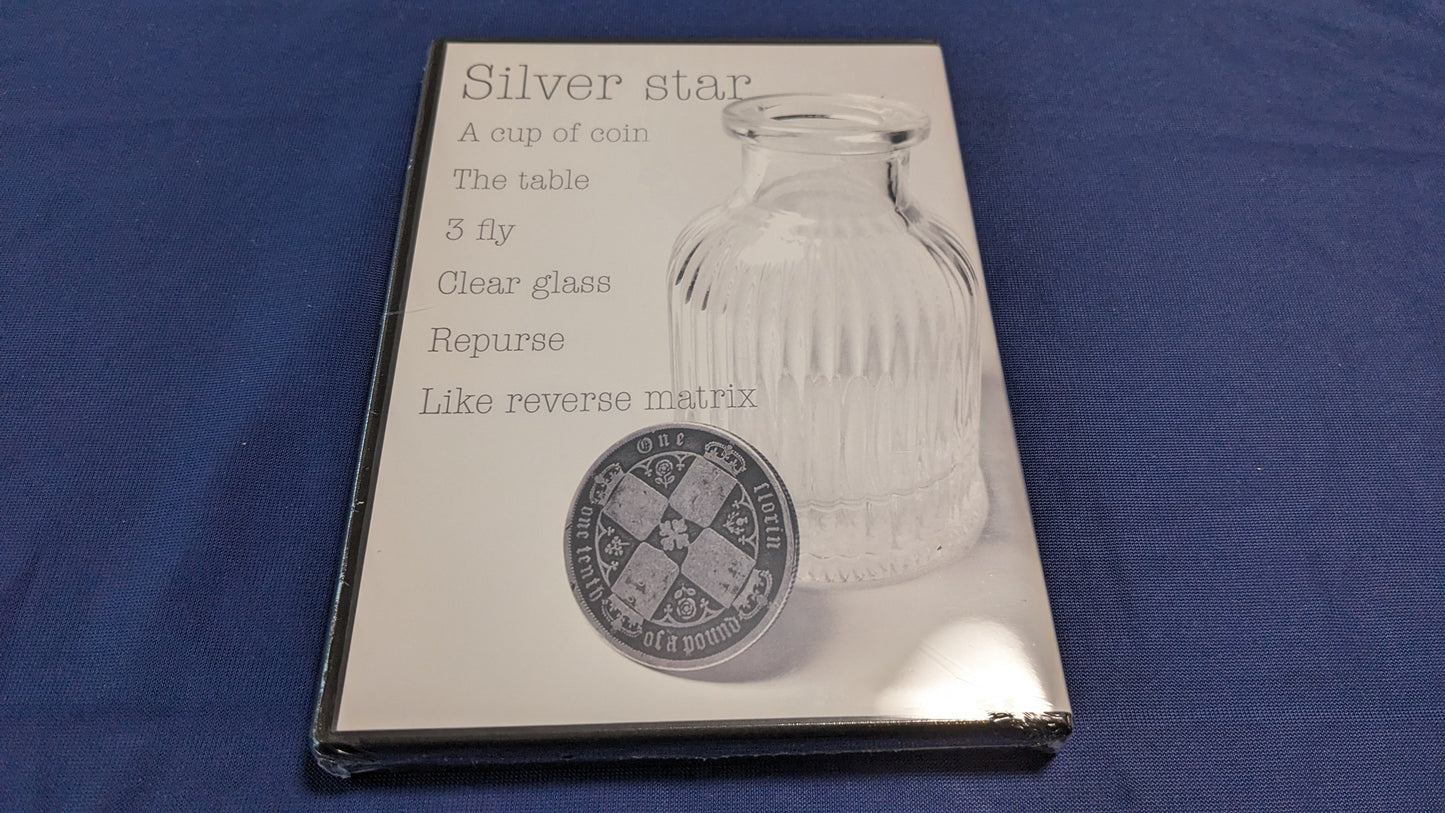 Silver star
A cup of coin
The table
3 fly
Clear glass
Repurse
Like reverse matrix
One florin one tenth of a pound